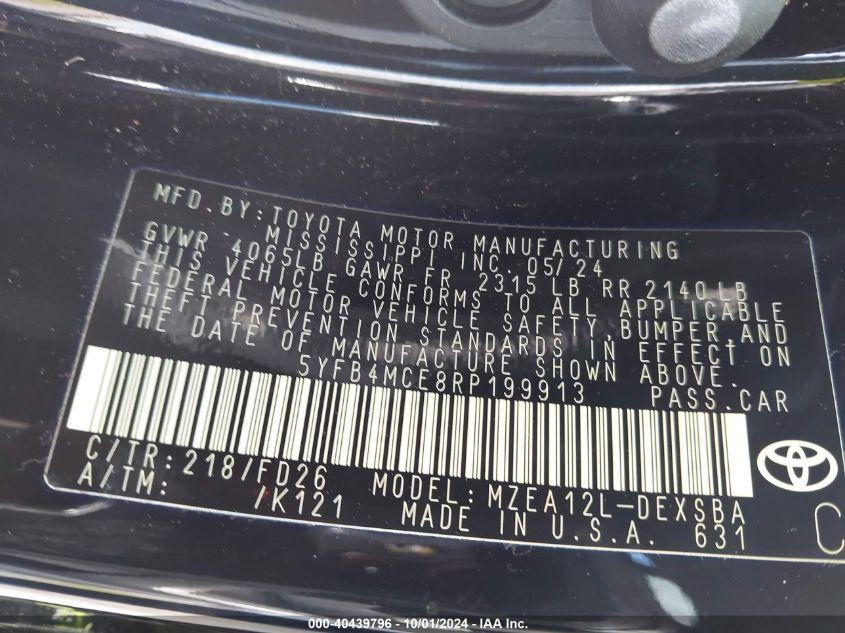 MFD. BY: TOYOTA MOTOR MANUFACTURING
MISSISSIPPI INC. 05/24
GVWR 4065LB GAWR FR 2315 LB RR 2140 LB
THIS VEHICLE CONFORMS TO ALL APPLICABLE
FEDERAL MOTOR VEHICLE SAFETY, BUMPER, AND
THEFT PREVENTION STANDARDS IN EFFECT ON
THE DATE OF MANUFACTURE SHOWN ABOVE.
5YFB4MCE8RP199913 PASS. CAR
C/TR: 218/FD26 MODEL: MZEA12L-DEXSBA
A/TM: /K121 MADE IN U.S.A. 631
C
000-40439796 - 10/01/2024 - IAA Inc.